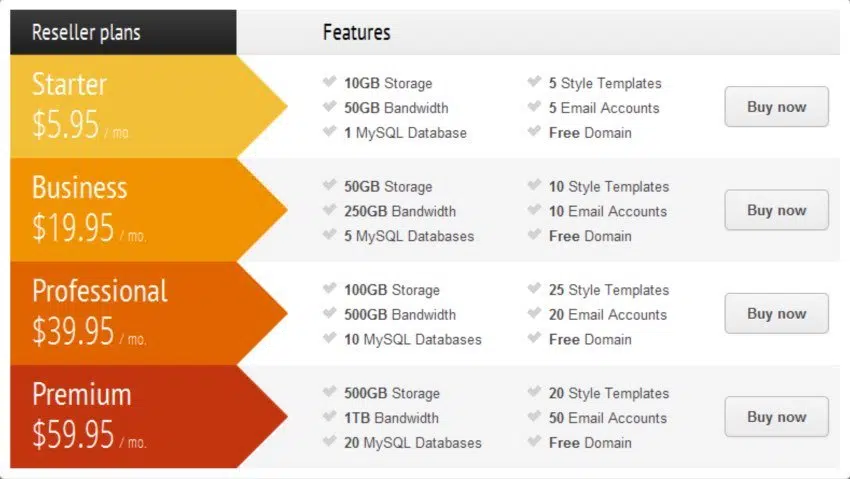 Reseller plans
Features
Starter
$5.95 / mo.
10GB Storage
50GB Bandwidth
1 MySQL Database
5 Style Templates
5 Email Accounts
Free Domain
Buy now
Business
$19.95 / mo.
50GB Storage
250GB Bandwidth
5 MySQL Databases
10 Style Templates
10 Email Accounts
Free Domain
Buy now
Professional
$39.95 / mo.
100GB Storage
500GB Bandwidth
10 MySQL Databases
25 Style Templates
20 Email Accounts
Free Domain
Buy now
Premium
$59.95 / mo.
500GB Storage
1TB Bandwidth
20 MySQL Databases
20 Style Templates
50 Email Accounts
Free Domain
Buy now